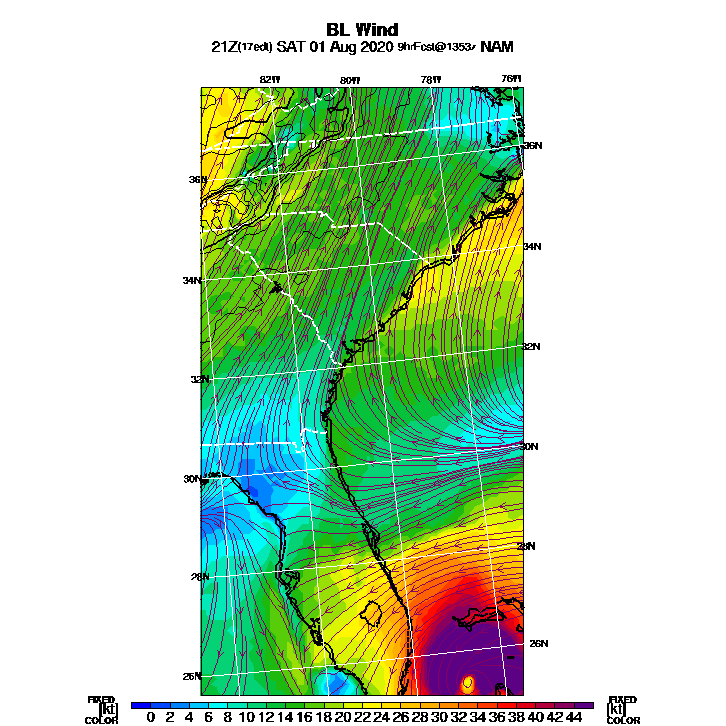 BL Wind
21Z(17edt) SAT 01 Aug 2020 9hrFcst@1353z NAM
82W 80W 78W 76W
36N
36N
34N
34N
32N
32N
30N
30N
28N
28N
26N
26N
FIXED FIXED
[kt] 0 2 4 6 8 10 12 14 16 18 20 22 24 26 28 30 32 34 36 38 40 42 44 [kt]
COLOR COLOR